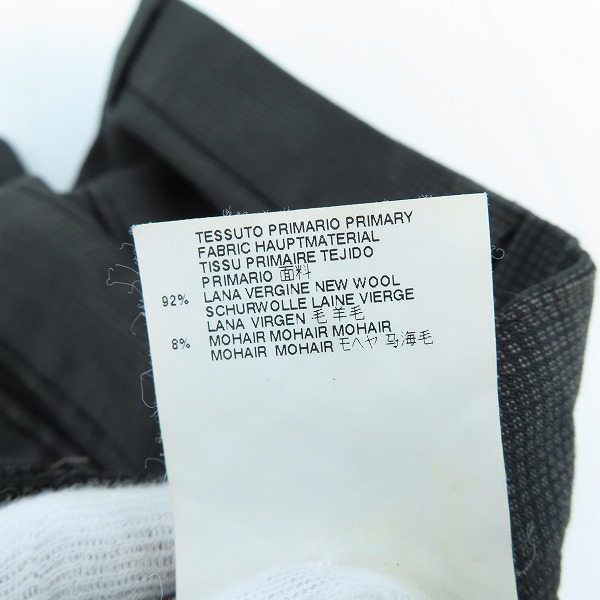 TESSUTO PRIMARIO PRIMARY
FABRIC HAUPTMATERIAL
TISSU PRIMAIRE TEJIDO
PRIMARIO 面料
92% LANA VERGINE NEW WOOL
SCHURWOLLE LAINE VIERGE
LANA VIRGEN 毛 羊毛
8% MOHAIR MOHAIR MOHAIR
MOHAIR MOHAIR モヘヤ 马海毛